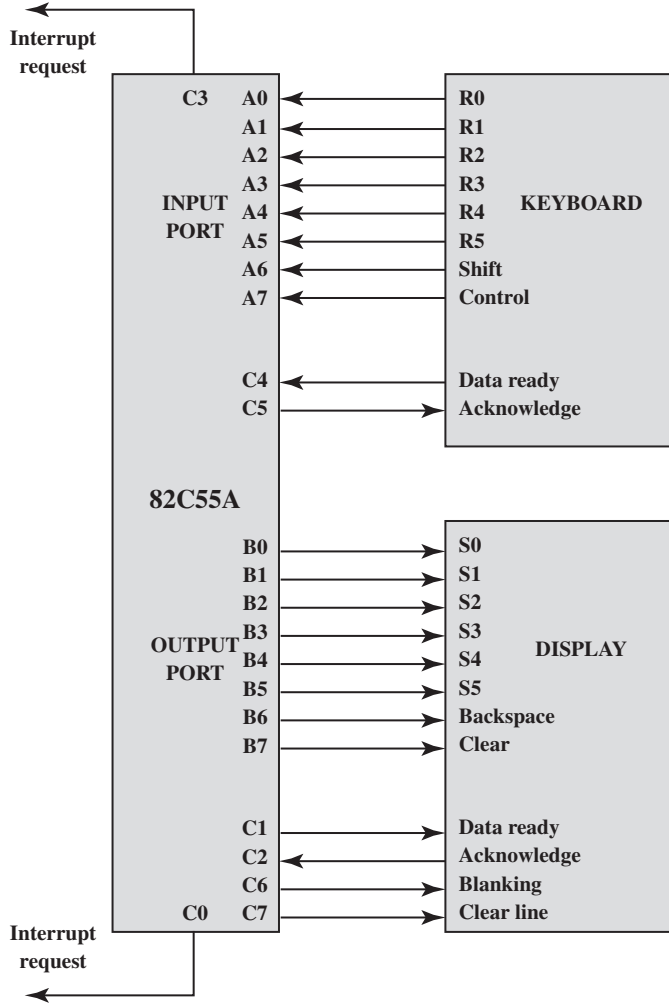 Interrupt
request
C3 A0 R0
A1 R1
A2 R2
A3 R3
INPUT
PORT
KEYBOARD
A4 R4
A5 R5
A6 Shift
A7 Control
C4 Data ready
C5 Acknowledge
82C55A
B0 S0
B1 S1
B2 S2
B3 S3
OUTPUT
PORT
DISPLAY
B4 S4
B5 S5
B6 Backspace
B7 Clear
C1 Data ready
C2 Acknowledge
C6 Blanking
C0 C7 Clear line
Interrupt
request